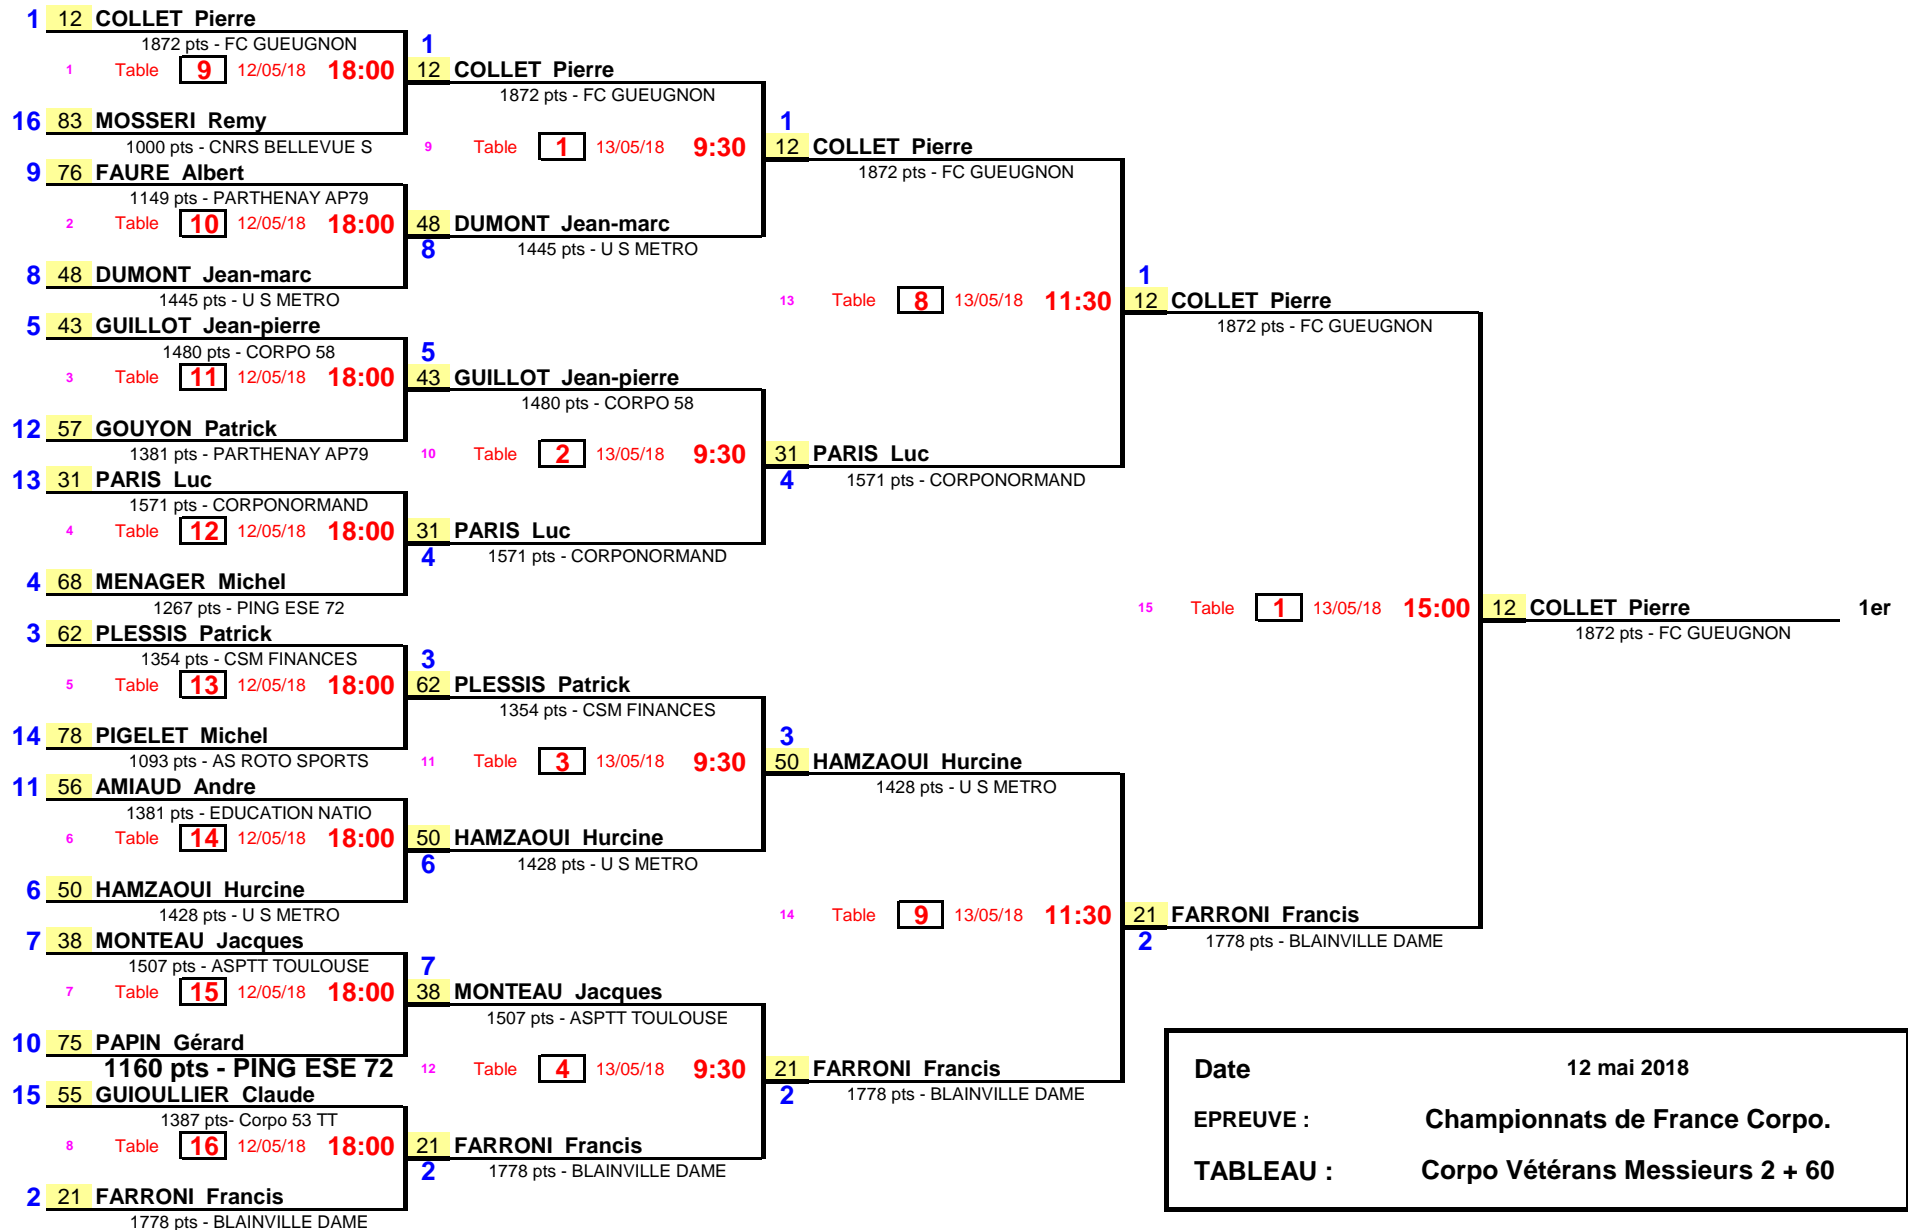 1 12 COLLET Pierre
1872 pts - FC GUEUGNON
1 Table 9 12/05/18 18:00
16 83 MOSSERI Remy
1000 pts - CNRS BELLEVUE S
9 76 FAURE Albert
1149 pts - PARTHENAY AP79
2 Table 10 12/05/18 18:00
8 48 DUMONT Jean-marc
1445 pts - U S METRO
5 43 GUILLOT Jean-pierre
1480 pts - CORPO 58
3 Table 11 12/05/18 18:00
12 57 GOUYON Patrick
1381 pts - PARTHENAY AP79
13 31 PARIS Luc
1571 pts - CORPONORMAND
4 Table 12 12/05/18 18:00
4 68 MENAGER Michel
1267 pts - PING ESE 72
3 62 PLESSIS Patrick
1354 pts - CSM FINANCES
5 Table 13 12/05/18 18:00
14 78 PIGELET Michel
1093 pts - AS ROTO SPORTS
11 56 AMIAUD Andre
1381 pts - EDUCATION NATIO
6 Table 14 12/05/18 18:00
6 50 HAMZAOUI Hurcine
1428 pts - U S METRO
7 38 MONTEAU Jacques
1507 pts - ASPTT TOULOUSE
7 Table 15 12/05/18 18:00
10 75 PAPIN Gérard
1160 pts - PING ESE 72
15 55 GUIOULLIER Claude
1387 pts- Corpo 53 TT
8 Table 16 12/05/18 18:00
2 21 FARRONI Francis
1778 pts - BLAINVILLE DAME
1
12 COLLET Pierre
1872 pts - FC GUEUGNON
9 Table 1 13/05/18 9:30
48 DUMONT Jean-marc
8 1445 pts - U S METRO
5
43 GUILLOT Jean-pierre
1480 pts - CORPO 58
10 Table 2 13/05/18 9:30
31 PARIS Luc
4 1571 pts - CORPONORMAND
3
62 PLESSIS Patrick
1354 pts - CSM FINANCES
11 Table 3 13/05/18 9:30
50 HAMZAOUI Hurcine
6 1428 pts - U S METRO
7
38 MONTEAU Jacques
1507 pts - ASPTT TOULOUSE
12 Table 4 13/05/18 9:30
21 FARRONI Francis
2 1778 pts - BLAINVILLE DAME
1
12 COLLET Pierre
1872 pts - FC GUEUGNON
13 Table 8 13/05/18 11:30
31 PARIS Luc
4 1571 pts - CORPONORMAND
3
50 HAMZAOUI Hurcine
1428 pts - U S METRO
14 Table 9 13/05/18 11:30
21 FARRONI Francis
2 1778 pts - BLAINVILLE DAME
1
12 COLLET Pierre
1872 pts - FC GUEUGNON
15 Table 1 13/05/18 15:00
21 FARRONI Francis
2 1778 pts - BLAINVILLE DAME
12 COLLET Pierre 1er
1872 pts - FC GUEUGNON
Date 12 mai 2018
EPREUVE : Championnats de France Corpo.
TABLEAU : Corpo Vétérans Messieurs 2 + 60